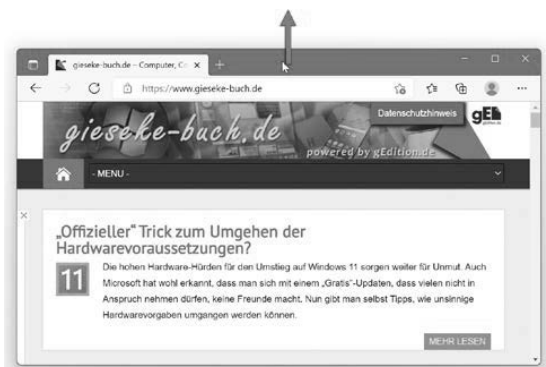 gieseke-buch.de – Computer, Co
https://www.gieseke-buch.de
Datenschutzhinweis
gEd
gieseke-buch.de
powered by gEdition.de
- MENU -
„Offizieller“ Trick zum Umgehen der
Hardwarevoraussetzungen?
11
Die hohen Hardware-Hürden für den Umstieg auf Windows 11 sorgen weiter für Unmut. Auch
Microsoft hat wohl erkannt, dass man sich mit einem „Gratis“-Updaten, dass vielen nicht in
Anspruch nehmen dürfen, keine Freunde macht. Nun gibt man selbst Tipps, wie unsinnige
Hardwarevorgaben umgangen werden können.
MEHR LESEN